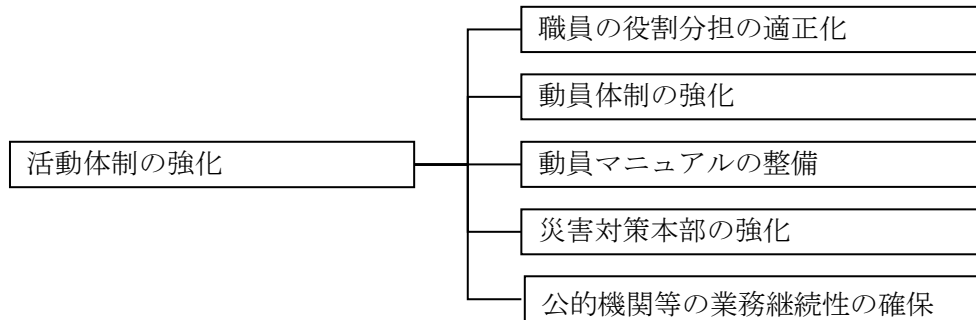 職員の役割分担の適正化
動員体制の強化
活動体制の強化
動員マニュアルの整備
災害対策本部の強化
公的機関等の業務継続性の確保